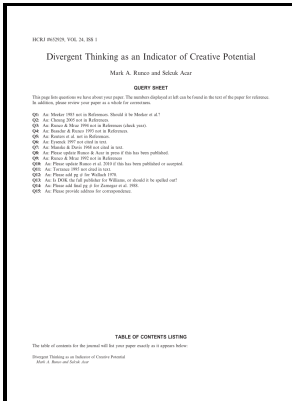 HCRJ #652929, VOL 24, ISS 1
Divergent Thinking as an Indicator of Creative Potential
Mark A. Runco and Selcuk Acar
QUERY SHEET
This page lists questions we have about your paper. The numbers displayed at left can be found in the text of the paper for reference.
In addition, please review your paper as a whole for correctness.
Q1: Au: Meeker 1985 not in References. Should it be Meeker et al.?
Q2: Au: Cheung 2005 not in References.
Q3: Au: Runco & Mraz 1996 not in References (check year).
Q4: Au: Brandau & 1993 not in References.
Q5: Au: et al. not in References.
Q6: Au: Eysenck 1997 not cited in text.
Q7: Au: Manske & Davis 1968 not cited in text.
Q8: Au: Please update Runco & Acar in press if this has been published.
Q9: Au: Runco & Mraz 1992 not in References.
Q10: Au: Please update Runco et al. 2010 if this has been published or accepted.
Q11: Au: Torrance 1995 not cited in text.
Q12: Au: Please add pg # for Wallach 1970.
Q13: Au: Is DOK the full publisher for Williams, or should it be spelled out?
Q14: Au: Please add final pg # for Zarnegar et al. 1988.
Q15: Au: Please provide address for correspondence.
TABLE OF CONTENTS LISTING
The table of contents for the journal will list your paper exactly as it appears below:
Divergent Thinking as an Indicator of Creative Potential
Mark A. Runco and Selcuk Acar